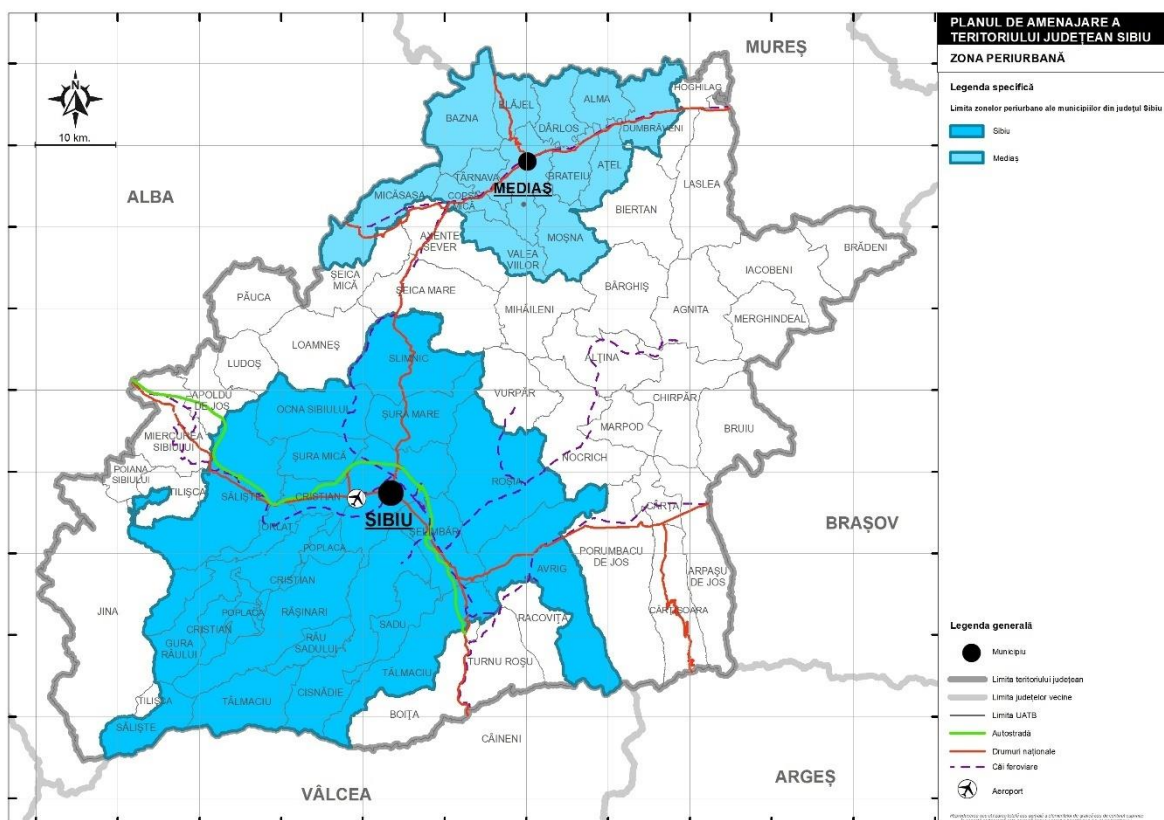 PLANUL DE AMENAJARE A
TERITORIULUI JUDEȚEAN SIBIU
ZONA PERIURBANĂ
Legenda specifică
Limita zonelor periurbane ale municipiilor din județul Sibiu
Sibiu
Mediaș
10 km.
MUREȘ
ALBA
BRAȘOV
ARGEȘ
VÂLCEA
HOGHILAG
BLĂJEL
ALMA
BAZNA
DÂRLOS
DUMBRĂVENI
AȚEL
TÂRNAVA
MEDIAȘ
BRATEIU
LASLEA
MICĂSASA
COPȘA
MICĂ
BIERTAN
AXENTE
SEVER
MOȘNA
BRĂDENI
VALEA
VIILOR
IACOBENI
ȘEICA
MICĂ
ȘEICA MARE
BÂRGHIȘ
PĂUCA
MIHĂILENI
AGNITA
MERGHINDEAL
LOAMNEȘ
SLIMNIC
ALȚINA
LUDOȘ
APOLDU
DE JOS
VURPĂR
CHIRPĂR
OCNA SIBIULUI
ȘURA MARE
MARPOD
BRUIU
MIERCUREA
SIBIULUI
ȘURA MICĂ
NOCRICH
POIANA
SIBIULUI
ROȘIA
TILIȘCA
SĂLIȘTE
CRISTIAN
CÂRȚA
SIBIU
ORLAT
ȘELIMBĂR
POPLACA
PORUMBACU
DE JOS
AVRIG
ARPAȘU
DE JOS
CRISTIAN
JINA
POPLACA
RĂȘINARI
CÂRȚIȘOARA
RACOVIȚA
CRISTIAN
SADU
GURA
RÂULUI
RÂU
SADULUI
TURNU ROȘU
TĂLMACIU
CISNĂDIE
TILIȘCA
TĂLMACIU
BOIȚA
SĂLIȘTE
CÂINENI
Legenda generală
Municipiu
Limita teritoriului județean
Limita județelor vecine
Limita UATB
Autostradă
Drumuri naționale
Căi feroviare
Aeroport